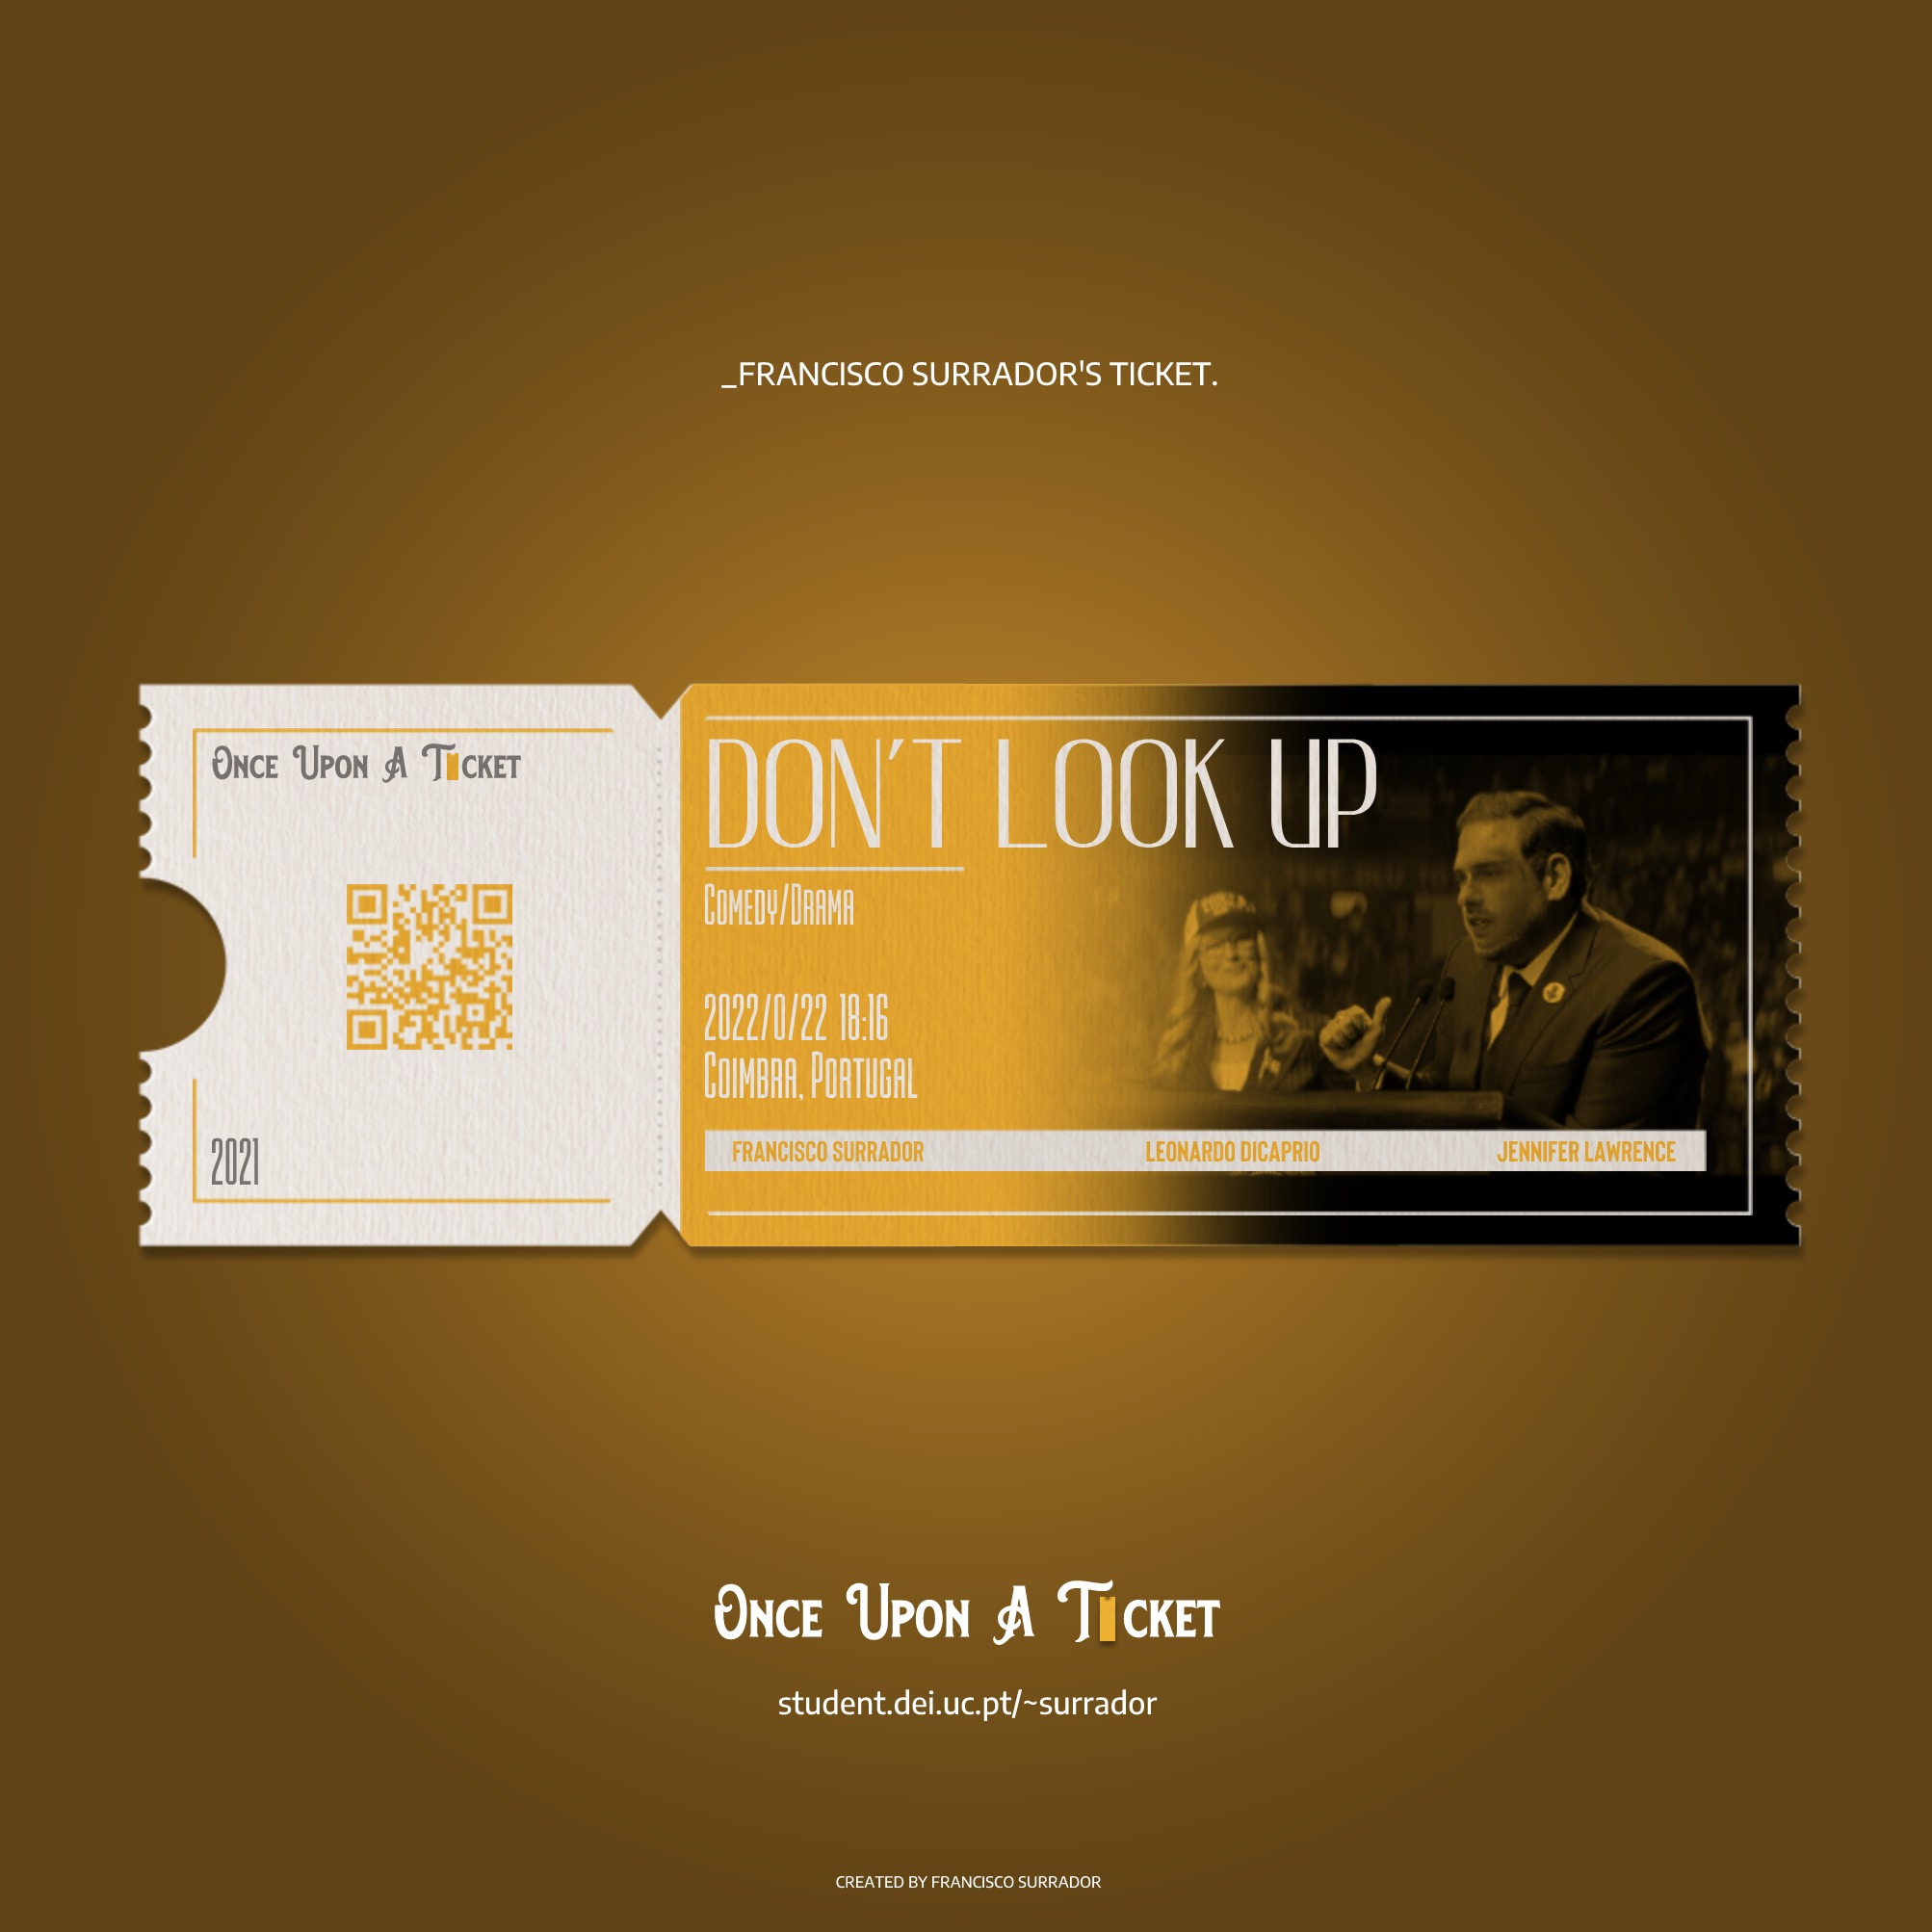 _FRANCISCO SURRADOR'S TICKET.
ONCE UPON A TICKET
2021
DON'T LOOK UP
COMEDY/DRAMA
2022/0/22 18:16
COIMBRA, PORTUGAL
FRANCISCO SURRADOR LEONARDO DICAPRIO JENNIFER LAWRENCE
ONCE UPON A TICKET
student.dei.uc.pt/~surrador
CREATED BY FRANCISCO SURRADOR